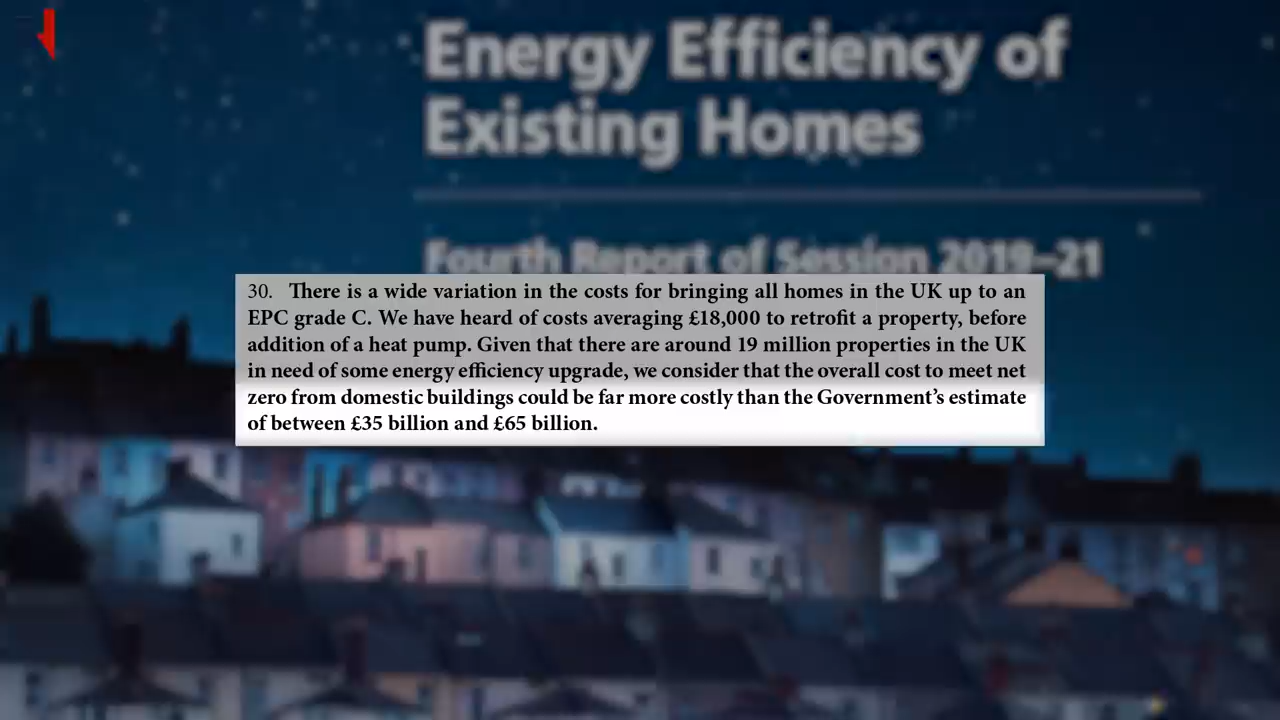 Energy Efficiency of
Existing Homes
Fourth Report of Session 2019–21
30. There is a wide variation in the costs for bringing all homes in the UK up to an
EPC grade C. We have heard of costs averaging £18,000 to retrofit a property, before
addition of a heat pump. Given that there are around 19 million properties in the UK
in need of some energy efficiency upgrade, we consider that the overall cost to meet net
zero from domestic buildings could be far more costly than the Government’s estimate
of between £35 billion and £65 billion.